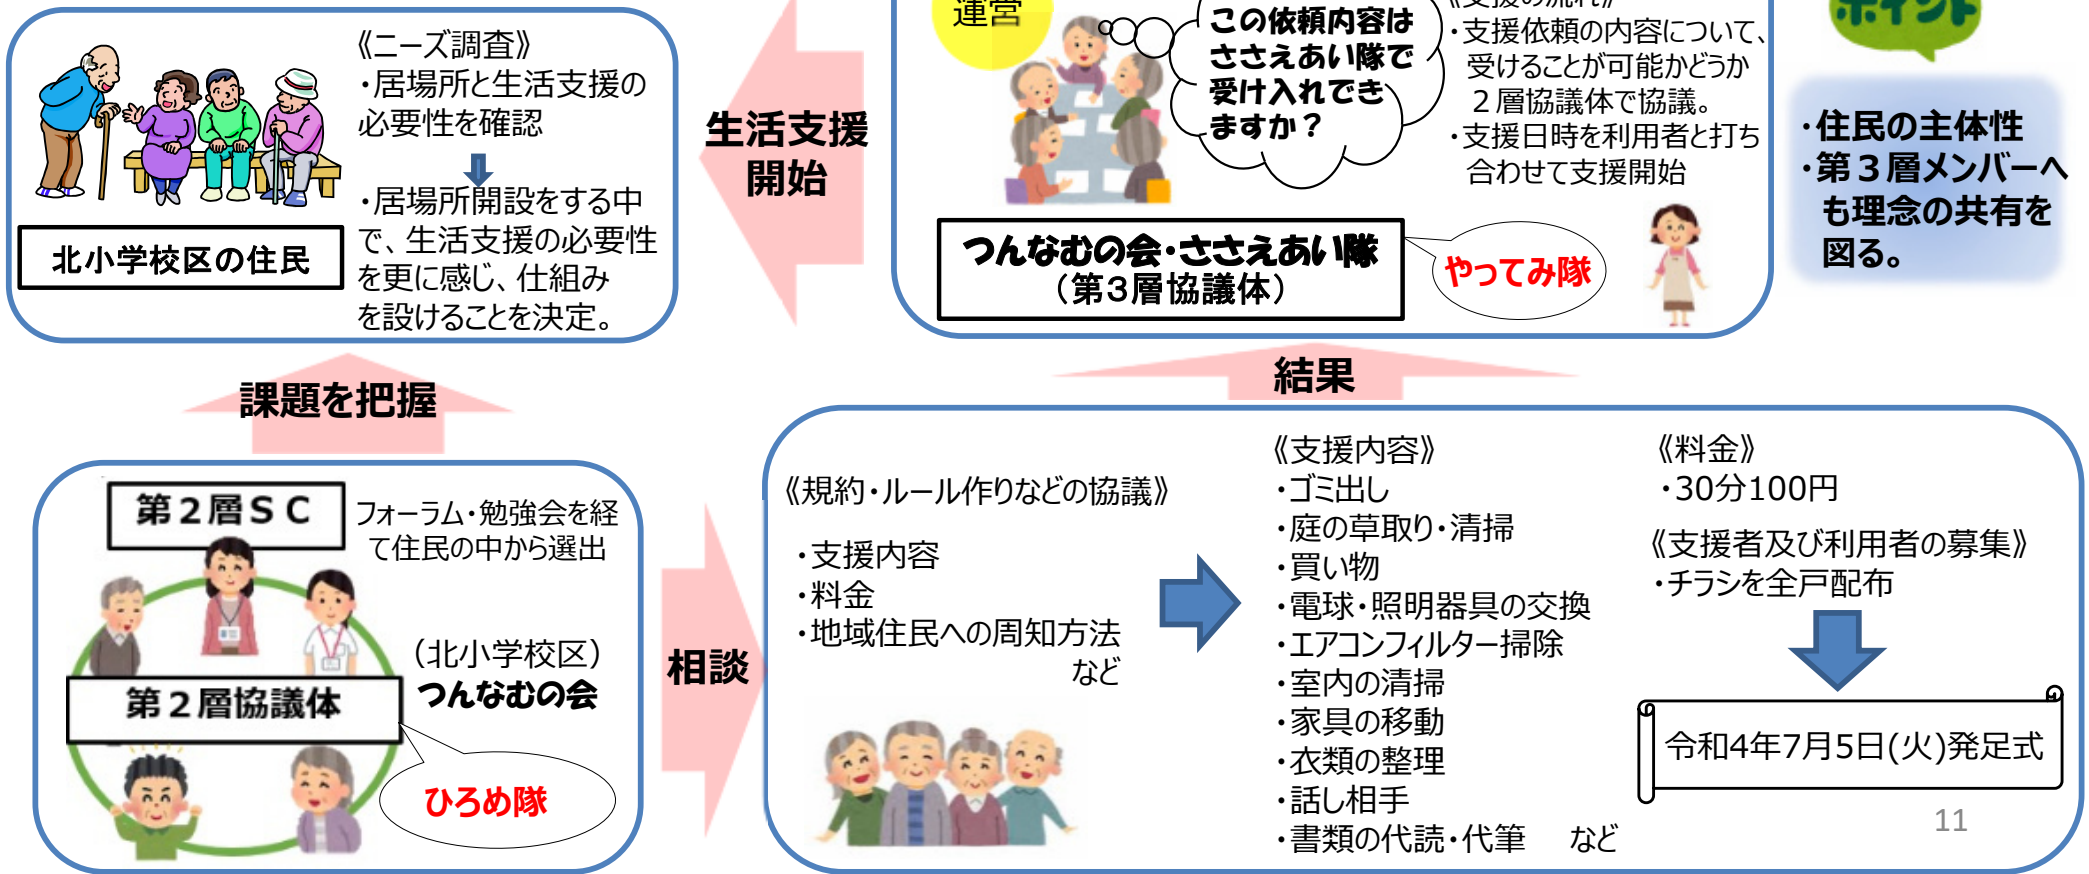 《ニーズ調査》
・居場所と生活支援の
必要性を確認
・居場所開設をする中
で、生活支援の必要性
を更に感じ、仕組み
を設けることを決定。
北小学校区の住民
生活支援
開始
運営
この依頼内容は
ささえあい隊で
受け入れでき
ますか？
《支援の流れ》
・支援依頼の内容について、
受けることが可能かどうか
２層協議体で協議。
・支援日時を利用者と打ち
合わせて支援開始
つんなむの会・ささえあい隊
（第3層協議体）
やってみ隊
ポイント
・住民の主体性
・第３層メンバーへ
も理念の共有を
図る。
課題を把握
結果
第２層ＳＣ
フォーラム・勉強会を経
て住民の中から選出
（北小学校区）
つんなむの会
第２層協議体
ひろめ隊
相談
《規約・ルール作りなどの協議》
・支援内容
・料金
・地域住民への周知方法
など
《支援内容》
・ゴミ出し
・庭の草取り・清掃
・買い物
・電球・照明器具の交換
・エアコンフィルター掃除
・室内の清掃
・家具の移動
・衣類の整理
・話し相手
・書類の代読・代筆　など
《料金》
・30分100円
《支援者及び利用者の募集》
・チラシを全戸配布
令和4年7月5日(火)発足式
11